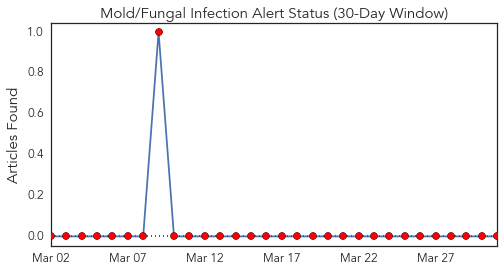 Mold/Fungal Infection Alert Status (30-Day Window)
Articles Found
1.0
0.8
0.6
0.4
0.2
0.0
Mar 02 Mar 07 Mar 12 Mar 17 Mar 22 Mar 27